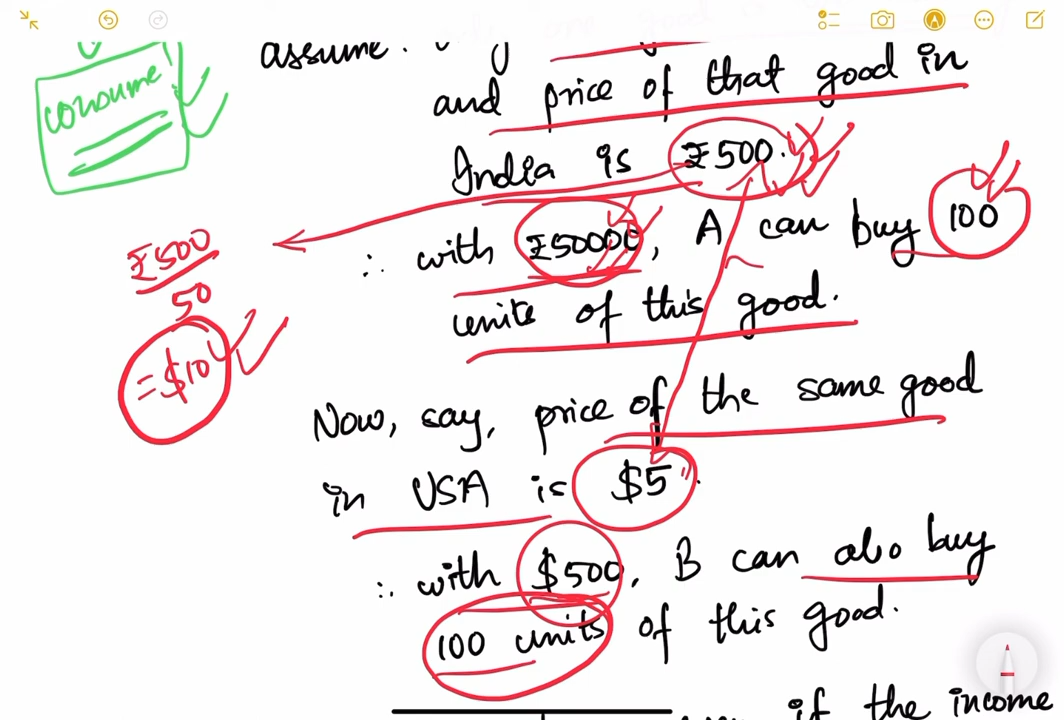 assume.
consume
and price of that good in
India is ₹500.
∴ with ₹50000, A can buy 100
units of this good.
₹500
50
= $10
Now, say, price of the same good
in USA is $5.
∴ with $500, B can also buy
100 units of this good.
if the income